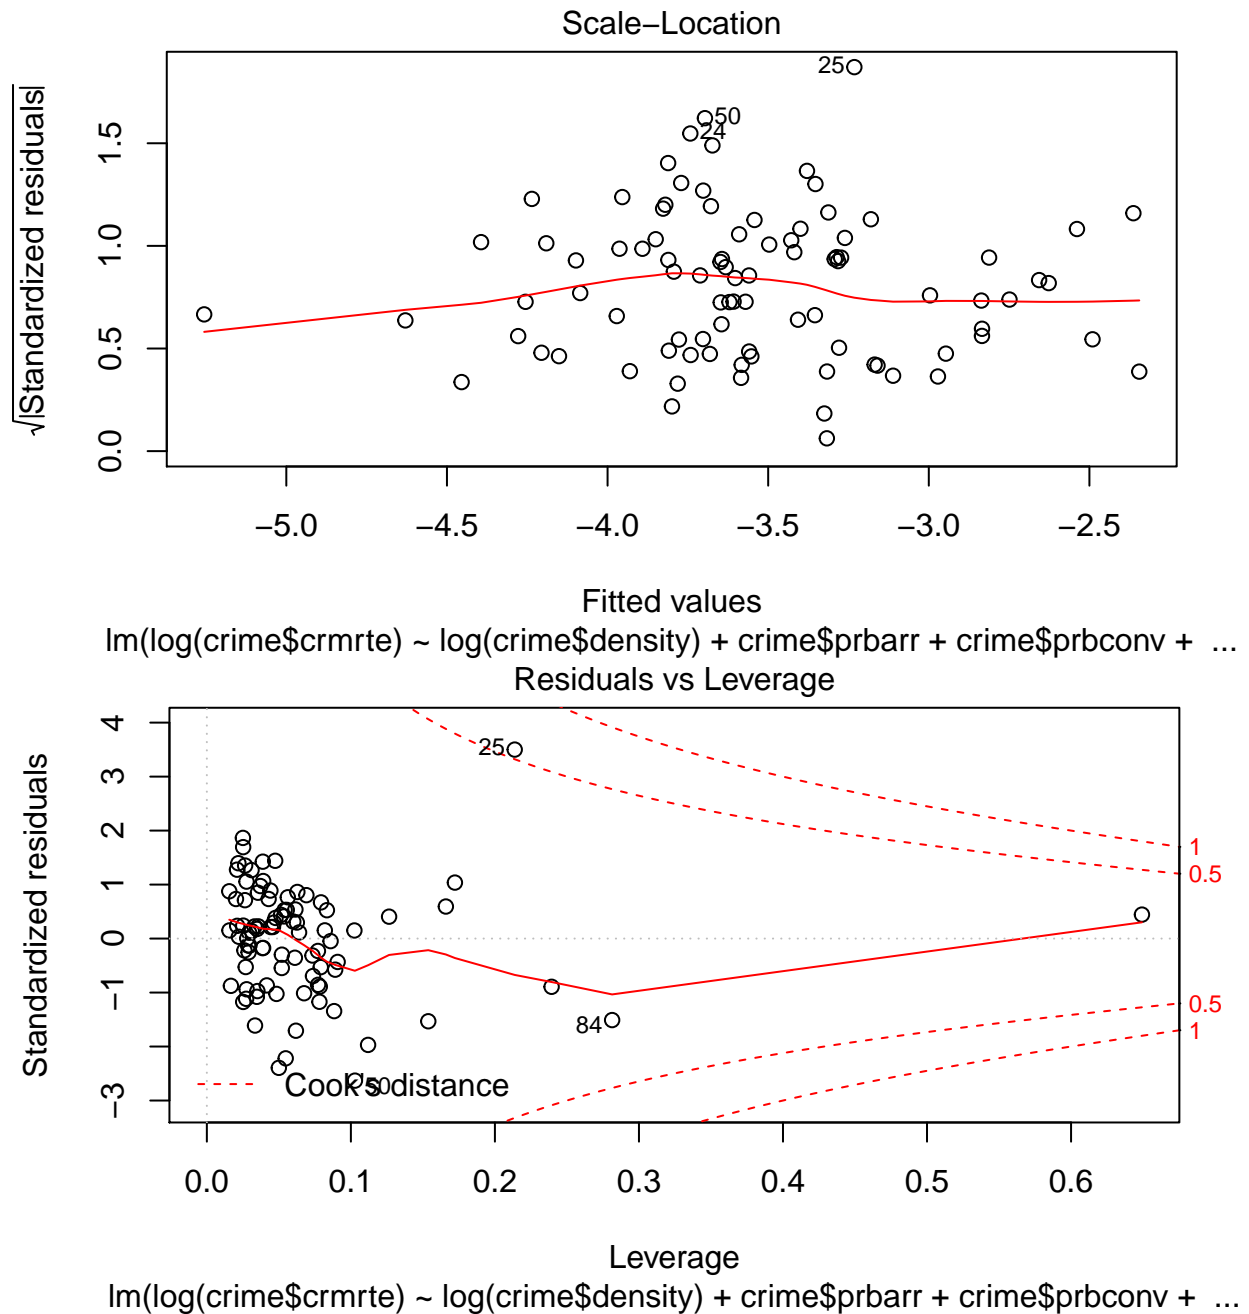 Scale−Location
√|Standardized residuals|
1.5
1.0
0.5
0.0
25
50
24
−5.0 −4.5 −4.0 −3.5 −3.0 −2.5
Fitted values
lm(log(crime$crmrte) ~ log(crime$density) + crime$prbarr + crime$prbconv + ...
Residuals vs Leverage
Standardized residuals
4
3
2
1
0
−1
−3
25
84
50
1
0.5
0.5
1
Cook's distance
0.0 0.1 0.2 0.3 0.4 0.5 0.6
Leverage
lm(log(crime$crmrte) ~ log(crime$density) + crime$prbarr + crime$prbconv + ...